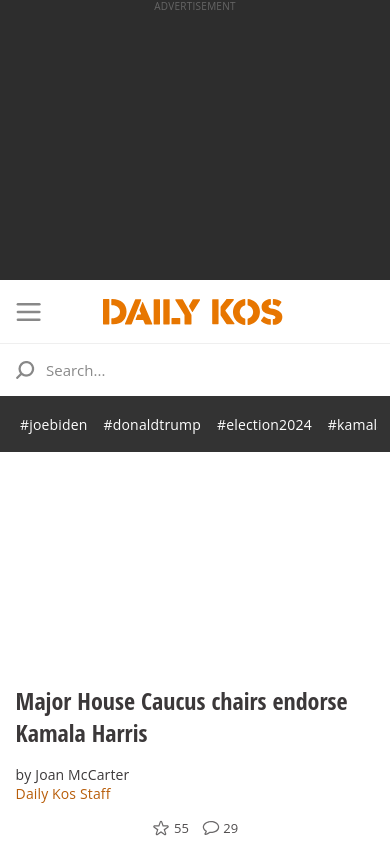 ADVERTISEMENT
DAILY KOS
Search...
#joebiden #donaldtrump #election2024 #kamal
Major House Caucus chairs endorse
Kamala Harris
by Joan McCarter
Daily Kos Staff
55 29